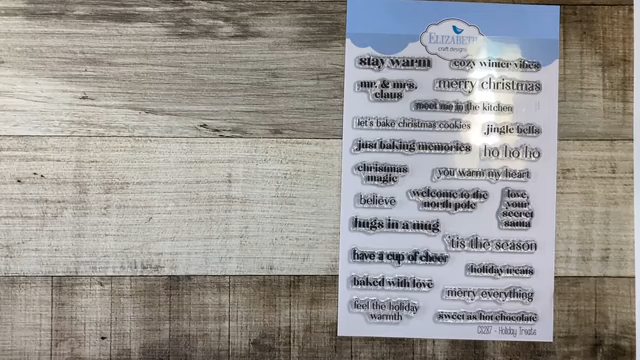 ELIZABETH
craft designs
stay warm
cozy winter vibes
mr. & mrs.
claus
merry christmas
meet me in the kitchen
let's bake christmas cookies
jingle bells
just baking memories
ho ho ho
christmas
magic
you warm my heart
believe
welcome to the
north pole
love,
your
secret
santa
hugs in a mug
'tis the season
have a cup of cheer
holiday treats
baked with love
merry everything
feel the holiday
warmth
sweet as hot chocolate
CS287 - Holiday Treats